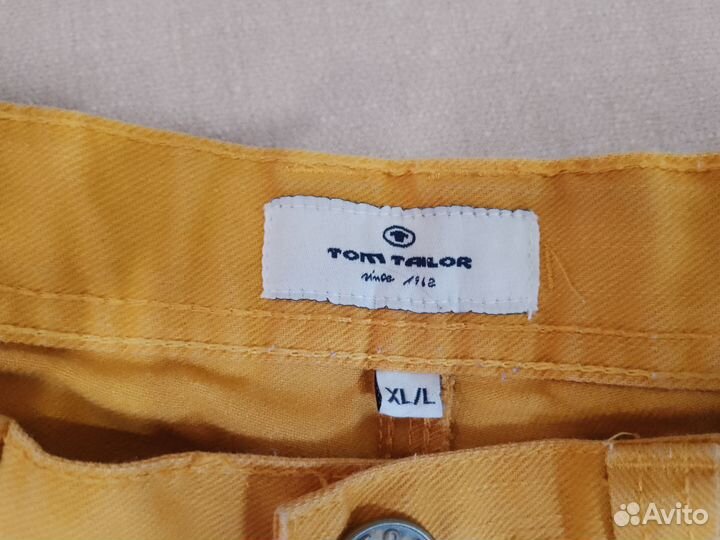 TOM TAILOR
since 1962
XL/L
Avito